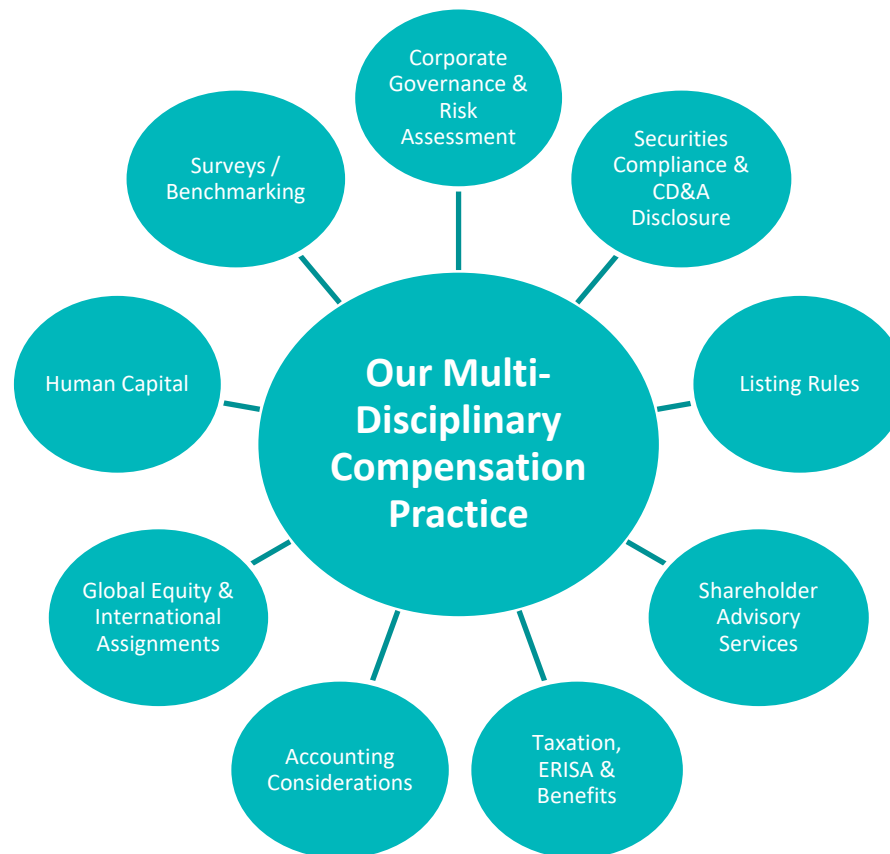 Corporate
Governance &
Risk
Assessment
Securities
Compliance &
CD&A
Disclosure
Listing Rules
Shareholder
Advisory
Services
Taxation,
ERISA &
Benefits
Accounting
Considerations
Global Equity &
International
Assignments
Human Capital
Surveys /
Benchmarking
Our Multi-
Disciplinary
Compensation
Practice